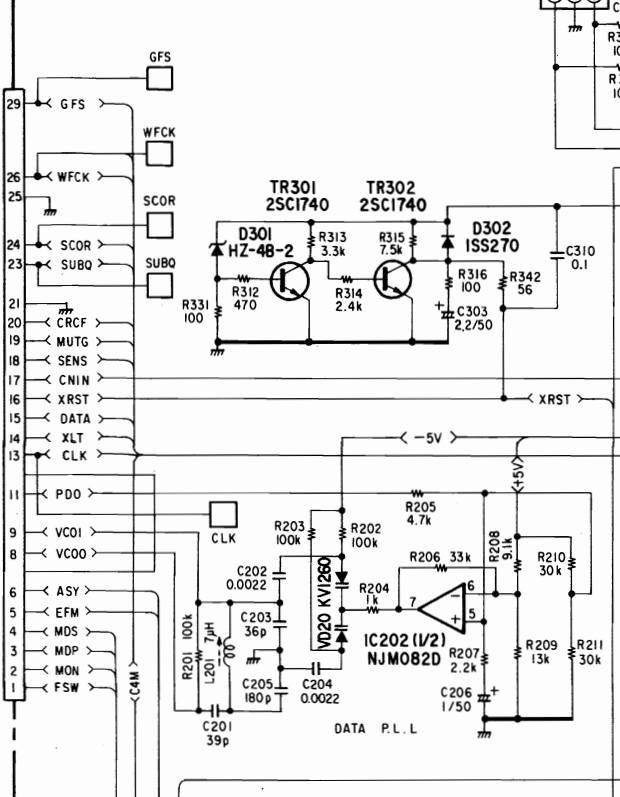 GFS
29 GFS
WFCK
26 WFCK
25
SCOR
24 SCOR
23 SUBQ
SUBQ
21
20 CRCF
19 MUTG
18 SENS
17 CNIN
16 XRST
15 DATA
14 XLT
13 CLK
CLK
11 PDO
9 VCOI
8 VCOO
6 ASY
5 EFM
4 MDS
3 MDP
2 MON
1 FSW
C4M
TR301
2SC1740
TR302
2SC1740
D301
HZ-4B-2
R313
3.3k
R315
7.5k
D302
1SS270
R312
470
R331
100
R314
2.4k
R316
100
R342
56
C303
2.2/50
C310
0.1
XRST
-5V
+5V
R205
4.7k
R203
100k
R202
100k
R206 33k
R208
9.1k
R210
30k
C202
0.0022
VD20 KV1260
R204
1k
7
6
5
−
+
IC202 (1/2)
NJM082D
C203
36p
R201 100k
L201 7μH
C205
180p
C204
0.0022
C201
39p
R207
2.2k
C206
1/50
R209
13k
R211
30k
DATA P.L.L